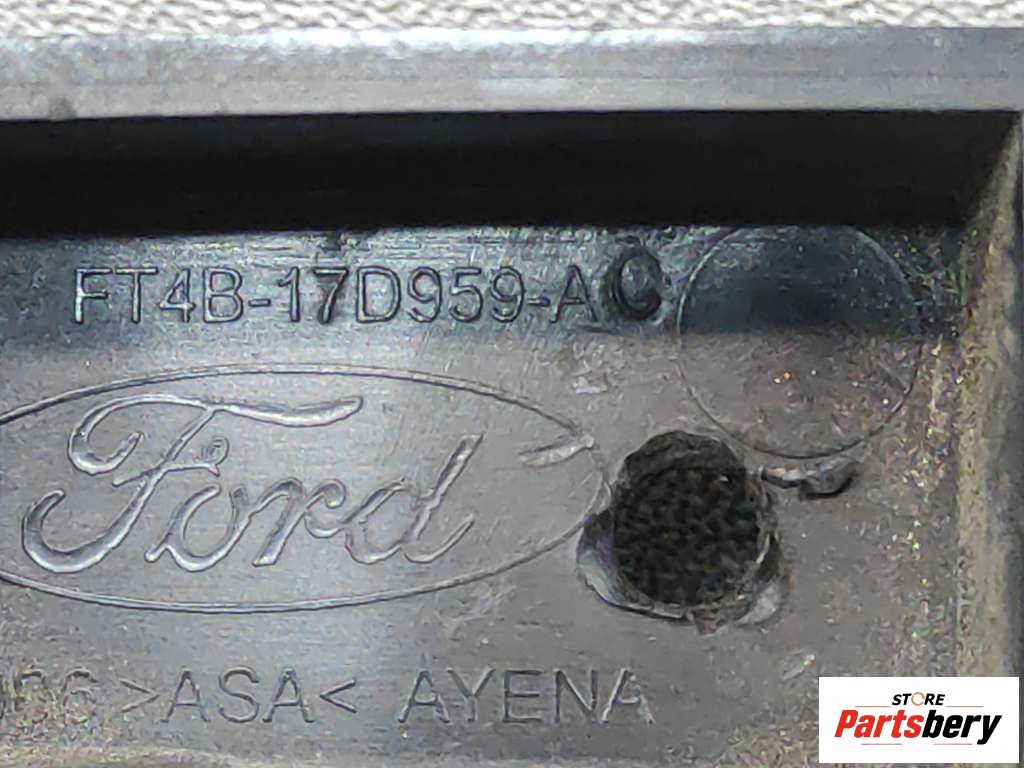 FT4B-17D959-AC
Ford
>ASA< AYENA
STORE
Partsbery